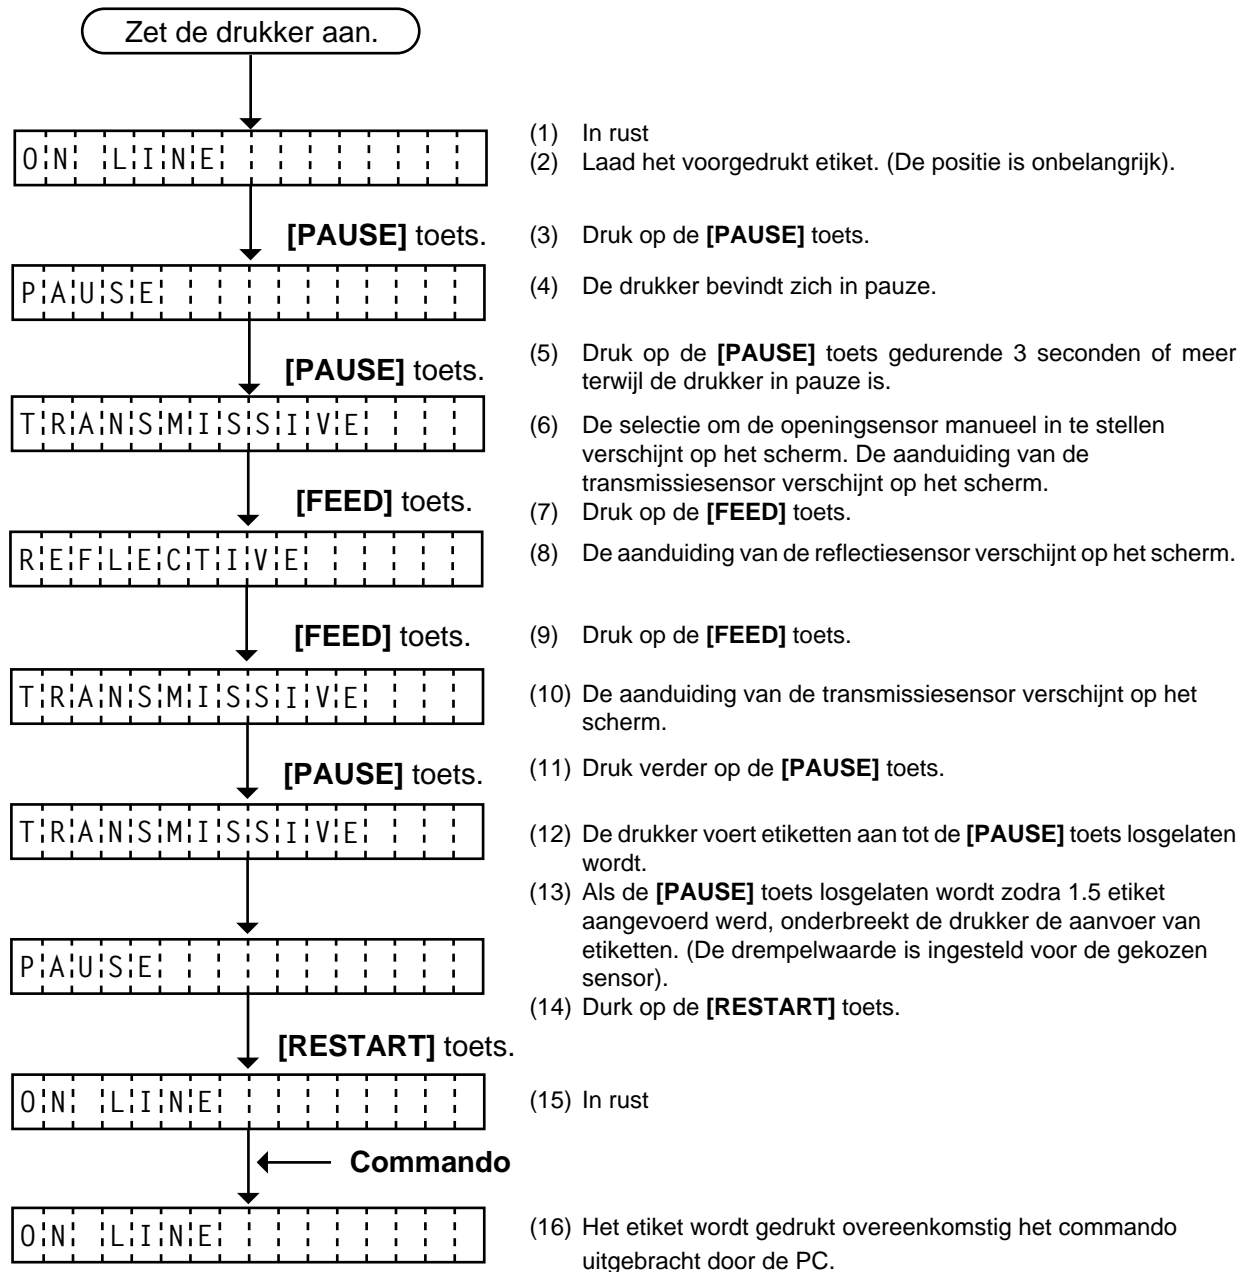 Zet de drukker aan.
ON LINE
(1) In rust
(2) Laad het voorgedrukt etiket. (De positie is onbelangrijk).
[PAUSE] toets.
(3) Druk op de [PAUSE] toets.
PAUSE
(4) De drukker bevindt zich in pauze.
[PAUSE] toets.
(5) Druk op de [PAUSE] toets gedurende 3 seconden of meer
terwijl de drukker in pauze is.
TRANSMISSIVE
(6) De selectie om de openingsensor manueel in te stellen
verschijnt op het scherm. De aanduiding van de
transmissiesensor verschijnt op het scherm.
[FEED] toets.
(7) Druk op de [FEED] toets.
REFLECTIVE
(8) De aanduiding van de reflectiesensor verschijnt op het scherm.
[FEED] toets.
(9) Druk op de [FEED] toets.
TRANSMISSIVE
(10) De aanduiding van de transmissiesensor verschijnt op het
scherm.
[PAUSE] toets.
(11) Druk verder op de [PAUSE] toets.
TRANSMISSIVE
(12) De drukker voert etiketten aan tot de [PAUSE] toets losgelaten
wordt.
(13) Als de [PAUSE] toets losgelaten wordt zodra 1.5 etiket
aangevoerd werd, onderbreekt de drukker de aanvoer van
etiketten. (De drempelwaarde is ingesteld voor de gekozen
sensor).
PAUSE
(14) Durk op de [RESTART] toets.
[RESTART] toets.
ON LINE
(15) In rust
Commando
ON LINE
(16) Het etiket wordt gedrukt overeenkomstig het commando
uitgebracht door de PC.